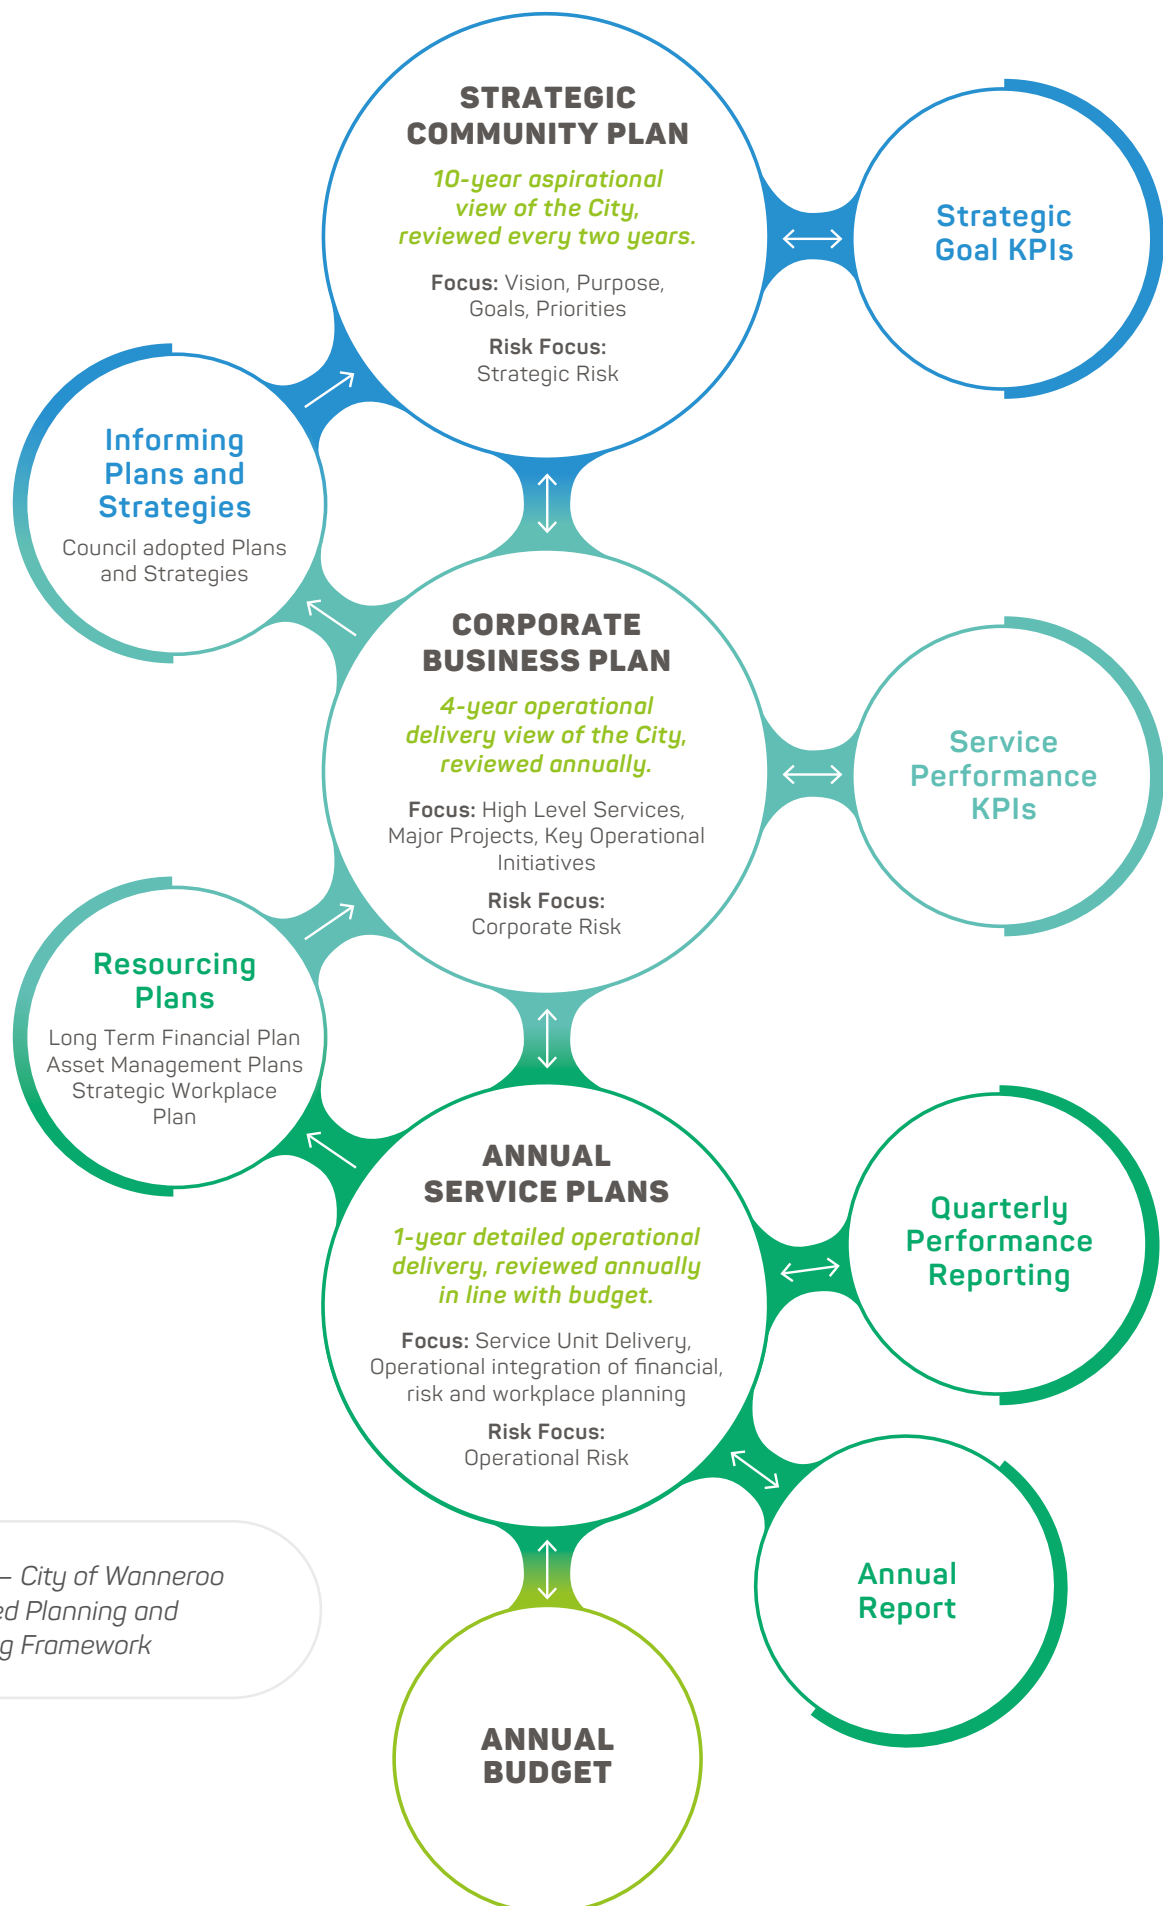 STRATEGIC
COMMUNITY PLAN
10-year aspirational
view of the City,
reviewed every two years.
Focus: Vision, Purpose,
Goals, Priorities
Risk Focus:
Strategic Risk
Strategic
Goal KPIs
Informing
Plans and
Strategies
Council adopted Plans
and Strategies
CORPORATE
BUSINESS PLAN
4-year operational
delivery view of the City,
reviewed annually.
Focus: High Level Services,
Major Projects, Key Operational
Initiatives
Risk Focus:
Corporate Risk
Service
Performance
KPIs
Resourcing
Plans
Long Term Financial Plan
Asset Management Plans
Strategic Workplace
Plan
ANNUAL
SERVICE PLANS
1-year detailed operational
delivery, reviewed annually
in line with budget.
Focus: Service Unit Delivery,
Operational integration of financial,
risk and workplace planning
Risk Focus:
Operational Risk
Quarterly
Performance
Reporting
Annual
Report
– City of Wanneroo
ed Planning and
g Framework
ANNUAL
BUDGET